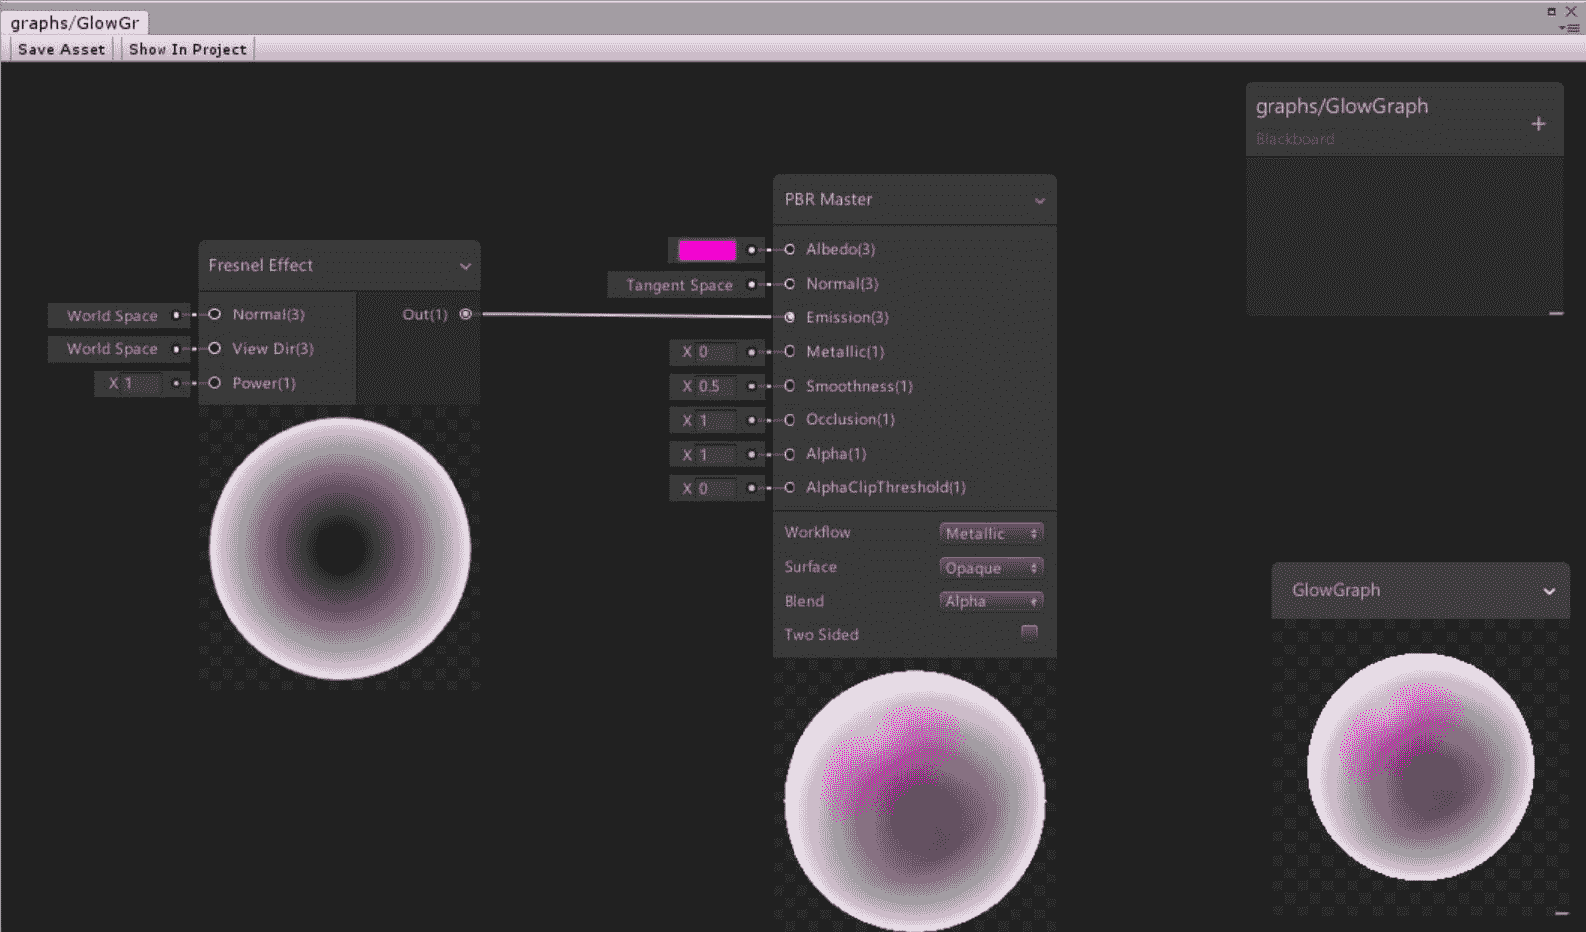 graphs/GlowGr
Save Asset
Show In Project
graphs/GlowGraph
Blackboard
PBR Master
Albedo(3)
Tangent Space
Normal(3)
Emission(3)
X 0
Metallic(1)
X 0.5
Smoothness(1)
X 1
Occlusion(1)
X 1
Alpha(1)
X 0
AlphaClipThreshold(1)
Workflow
Metallic
Surface
Opaque
Blend
Alpha
Two Sided
Fresnel Effect
World Space
Normal(3)
Out(1)
World Space
View Dir(3)
X 1
Power(1)
GlowGraph